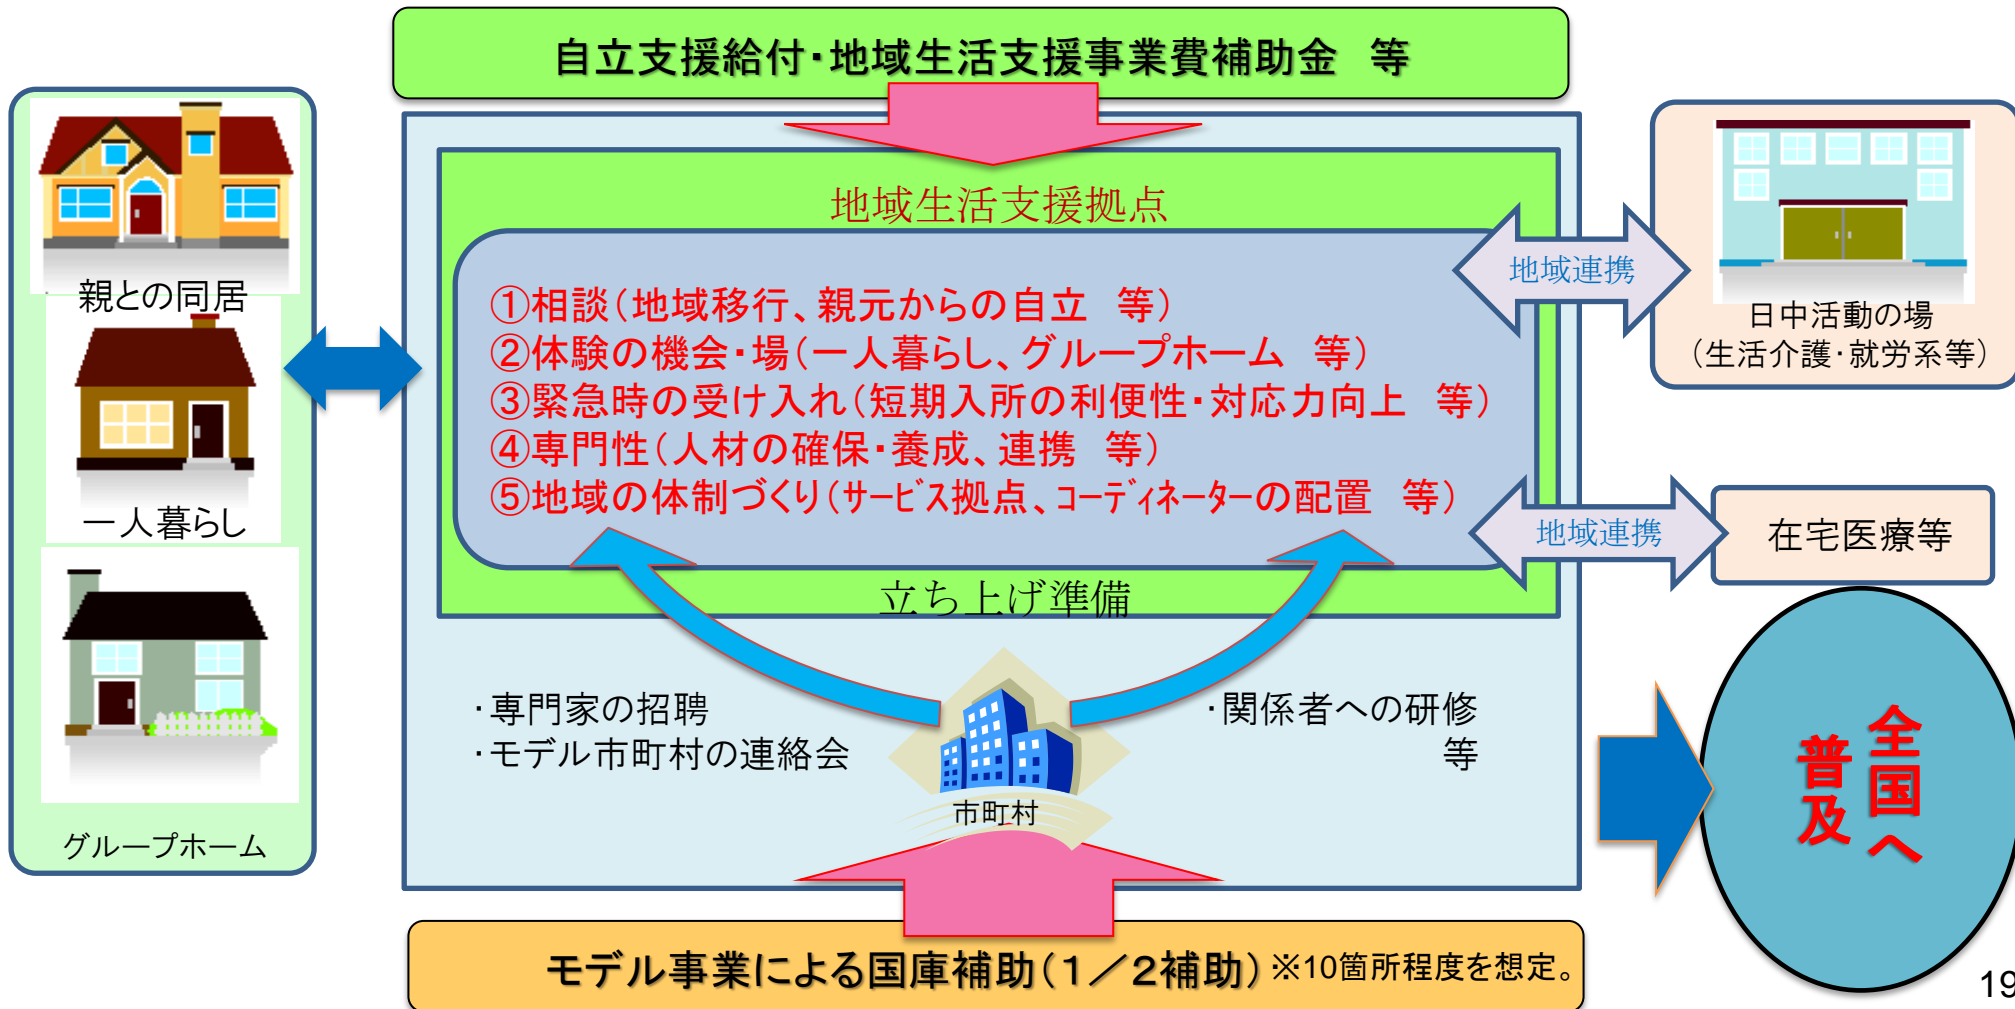 自立支援給付・地域生活支援事業費補助金　等
親との同居
一人暮らし
グループホーム
地域生活支援拠点
①相談（地域移行、親元からの自立　等）
②体験の機会・場（一人暮らし、グループホーム　等）
③緊急時の受け入れ（短期入所の利便性・対応力向上　等）
④専門性（人材の確保・養成、連携　等）
⑤地域の体制づくり（サービス拠点、コーディネーターの配置　等）
立ち上げ準備
地域連携
日中活動の場
（生活介護・就労系等）
地域連携
在宅医療等
・専門家の招聘
・モデル市町村の連絡会
・関係者への研修
等
市町村
全国へ
普及
モデル事業による国庫補助（１／２補助）※10箇所程度を想定。
19